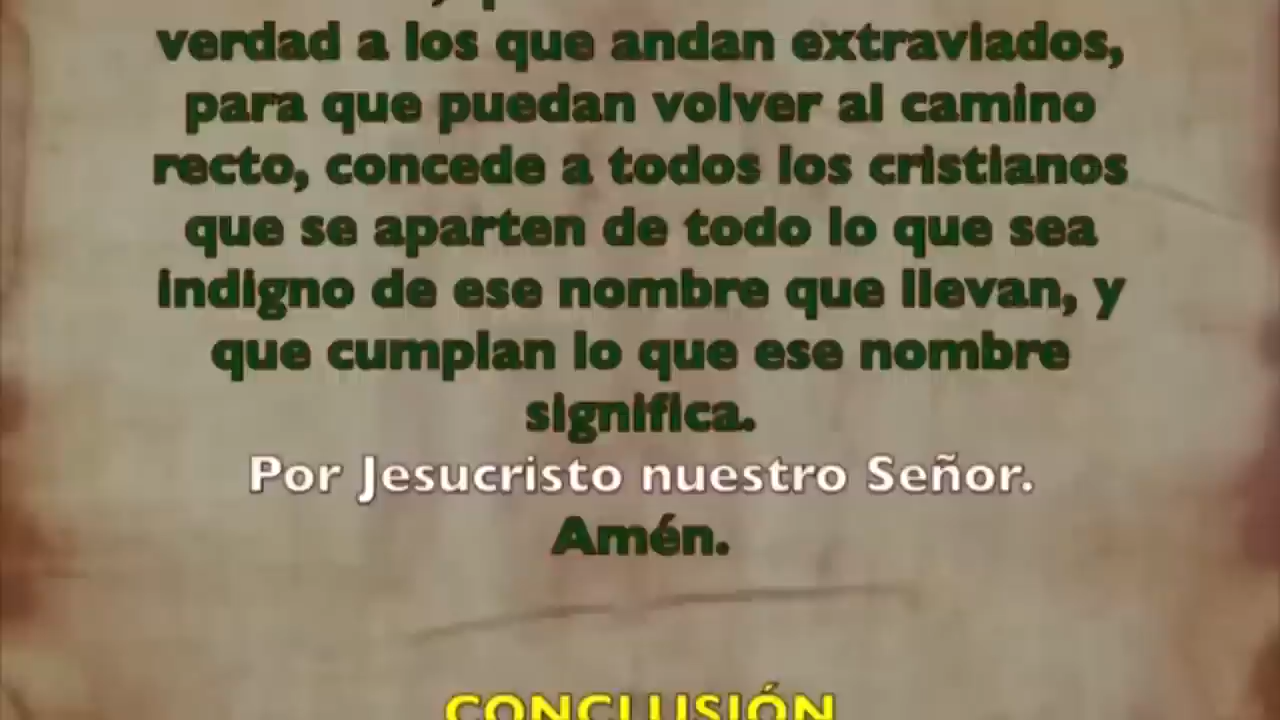 verdad a los que andan extraviados,
para que puedan volver al camino
recto, concede a todos los cristianos
que se aparten de todo lo que sea
indigno de ese nombre que llevan, y
que cumplan lo que ese nombre
significa.
Por Jesucristo nuestro Señor.
Amén.
CONCLUSIÓN